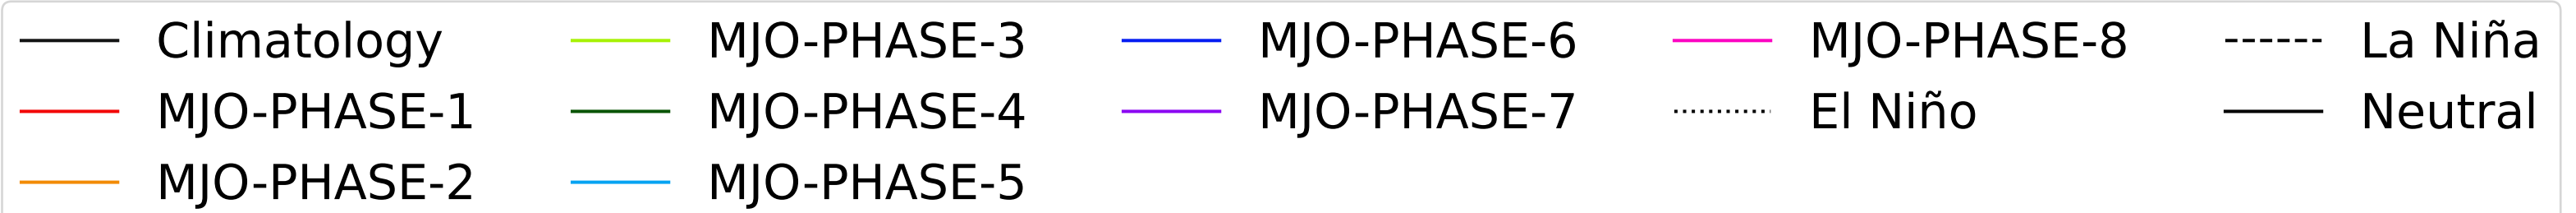 Climatology
MJO-PHASE-1
MJO-PHASE-2
MJO-PHASE-3
MJO-PHASE-4
MJO-PHASE-5
MJO-PHASE-6
MJO-PHASE-7
MJO-PHASE-8
El Niño
La Niña
Neutral